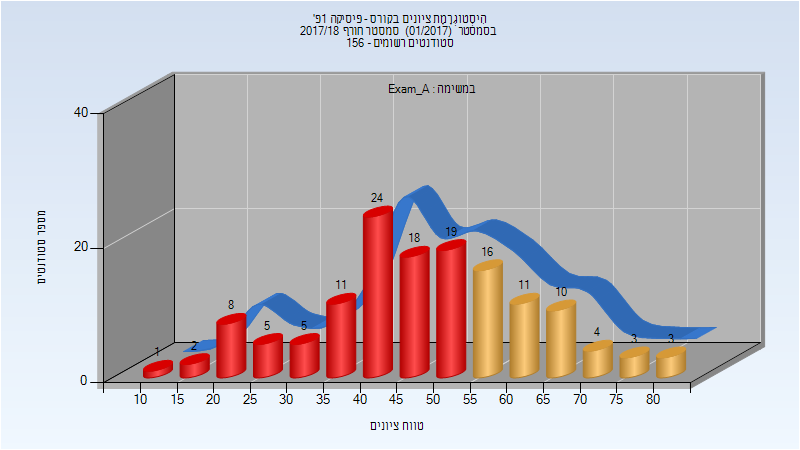 היסטוגרמת ציונים בקורס - פיסיקה 1פ'
בסמסטר (01/2017) סמסטר חורף 2017/18
סטודנטים רשומים - 156
במשימה : Exam_A
מספר סטודנטים
40
20
0
1
2
8
5
5
11
24
18
19
16
11
10
4
3
3
10 15 20 25 30 35 40 45 50 55 60 65 70 75 80
טווח ציונים